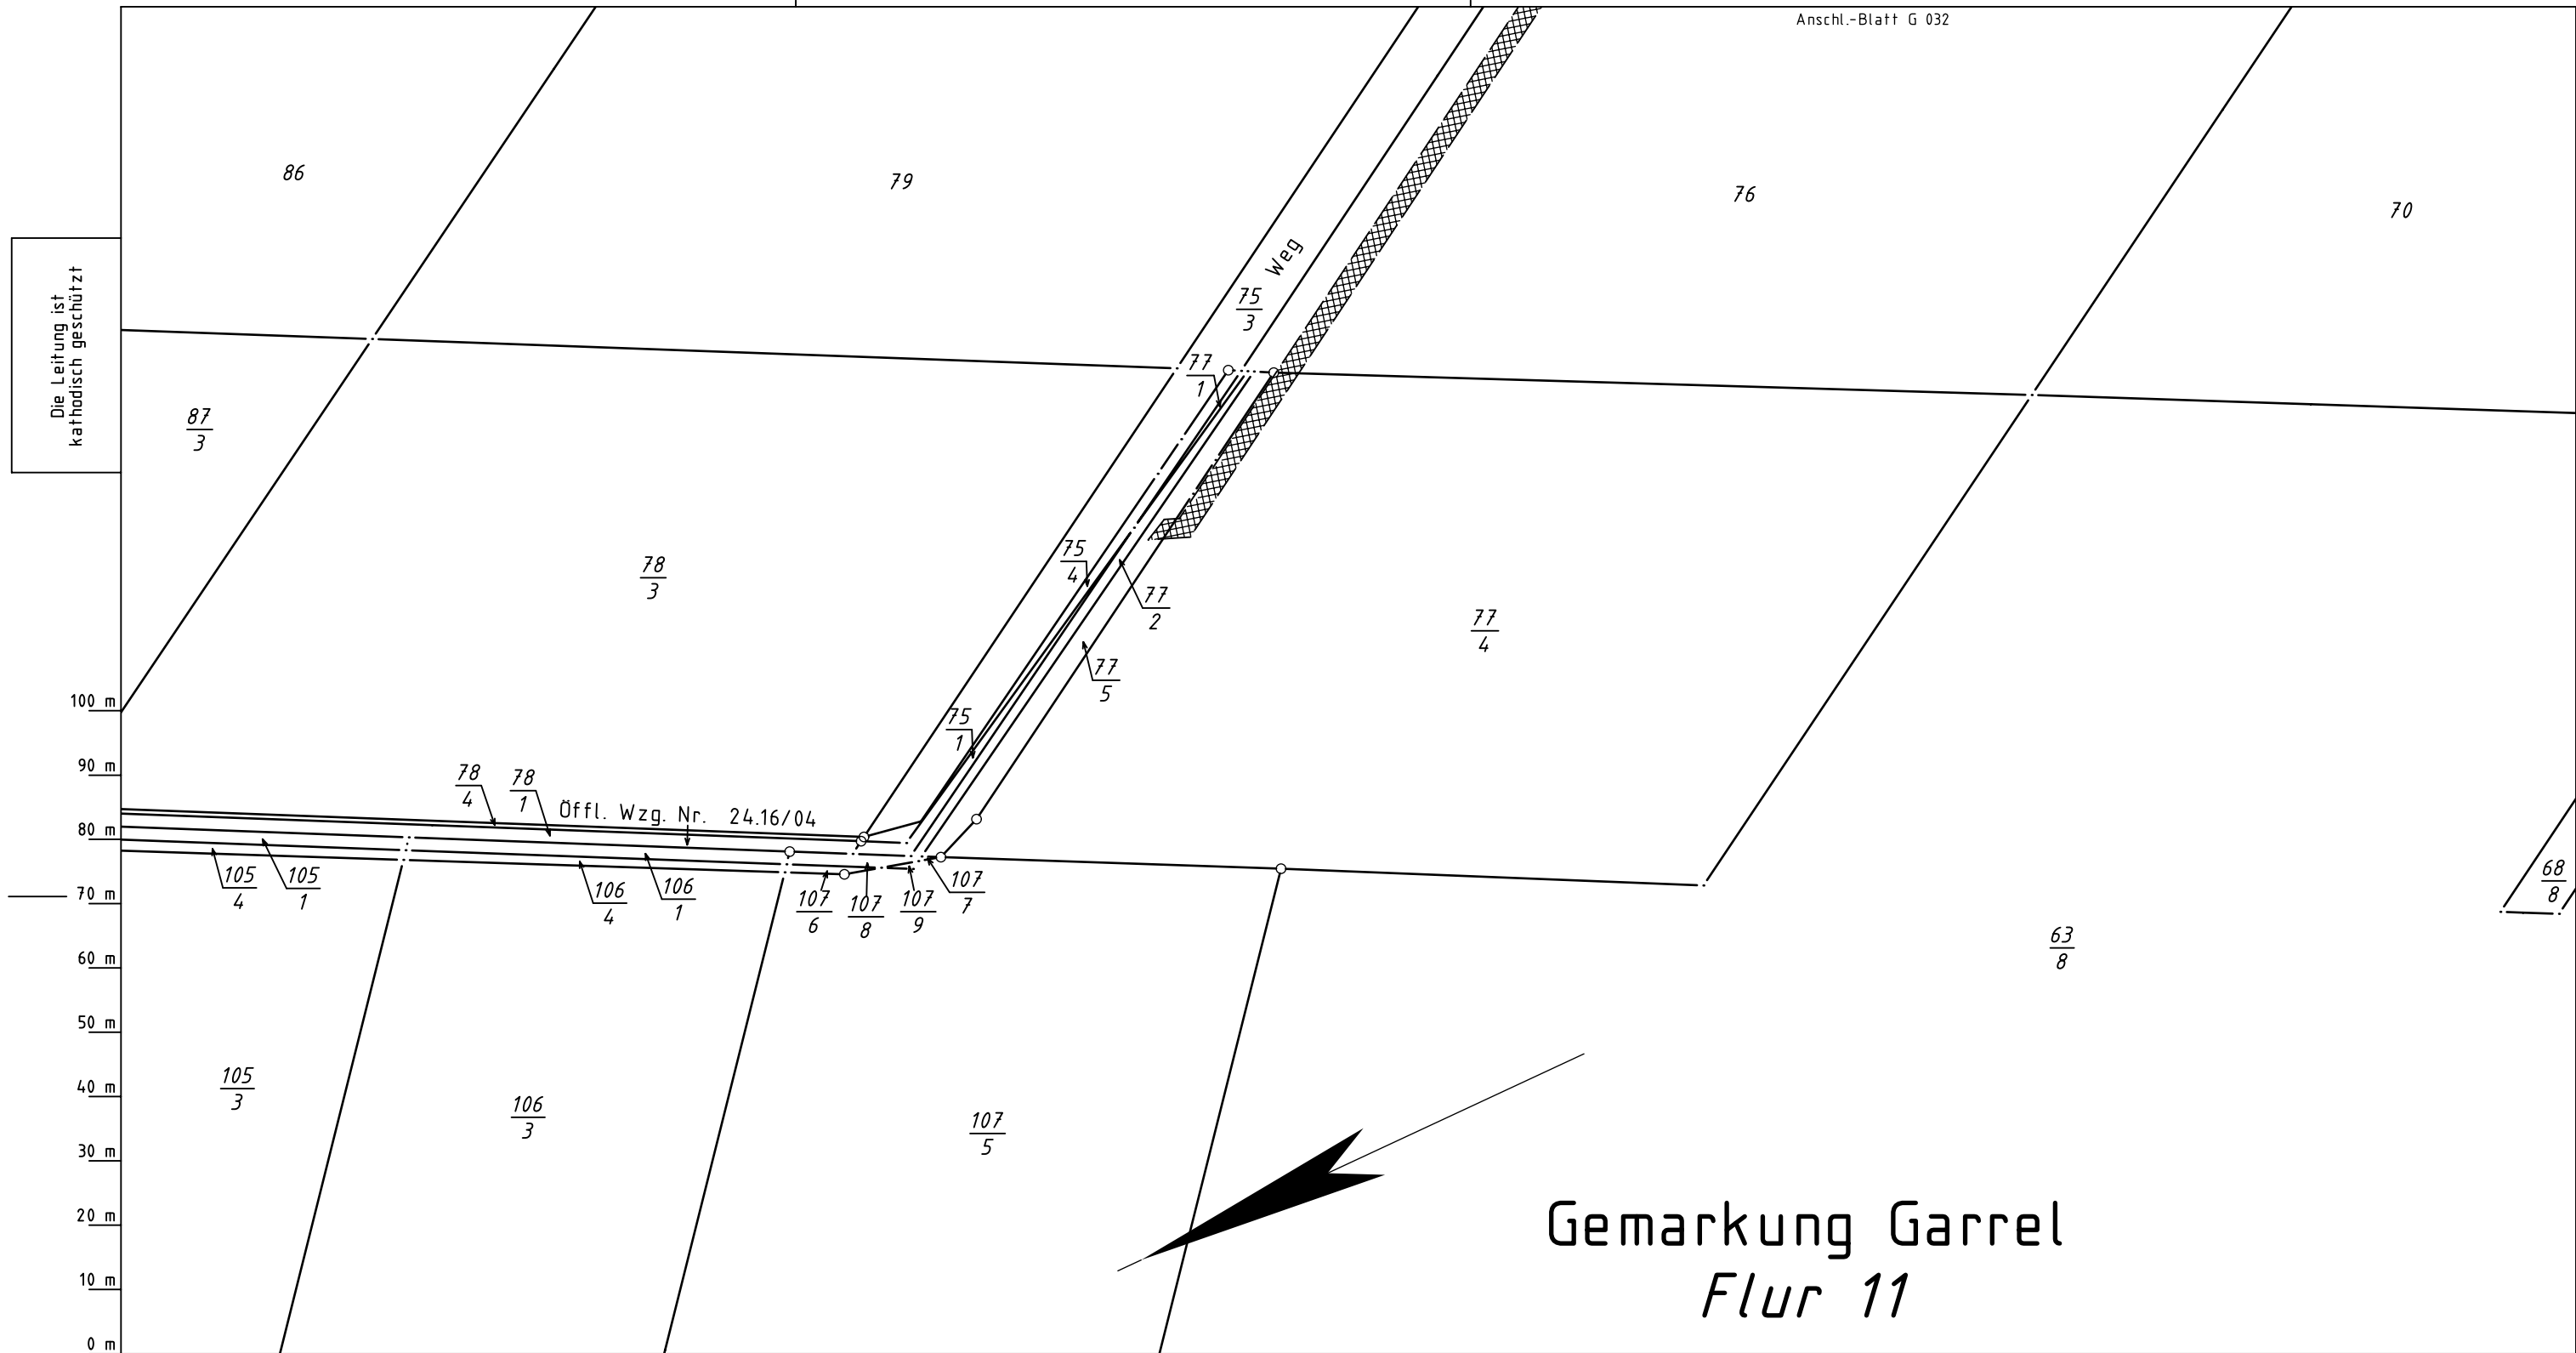 Anschl.-Blatt G 032
86
79
76
70
Weg
75
3
Die Leitung ist
kathodisch geschützt
77
1
87
3
75
4
78
3
77
2
77
4
77
5
100 m
75
1
90 m
78
4
78
1
Öffl. Wzg. Nr. 24.16/04
80 m
105
4
105
1
106
4
106
1
107
6
107
8
107
9
107
7
68
8
70 m
63
8
60 m
50 m
105
3
40 m
106
3
107
5
30 m
20 m
Gemarkung Garrel
10 m
Flur 11
0 m